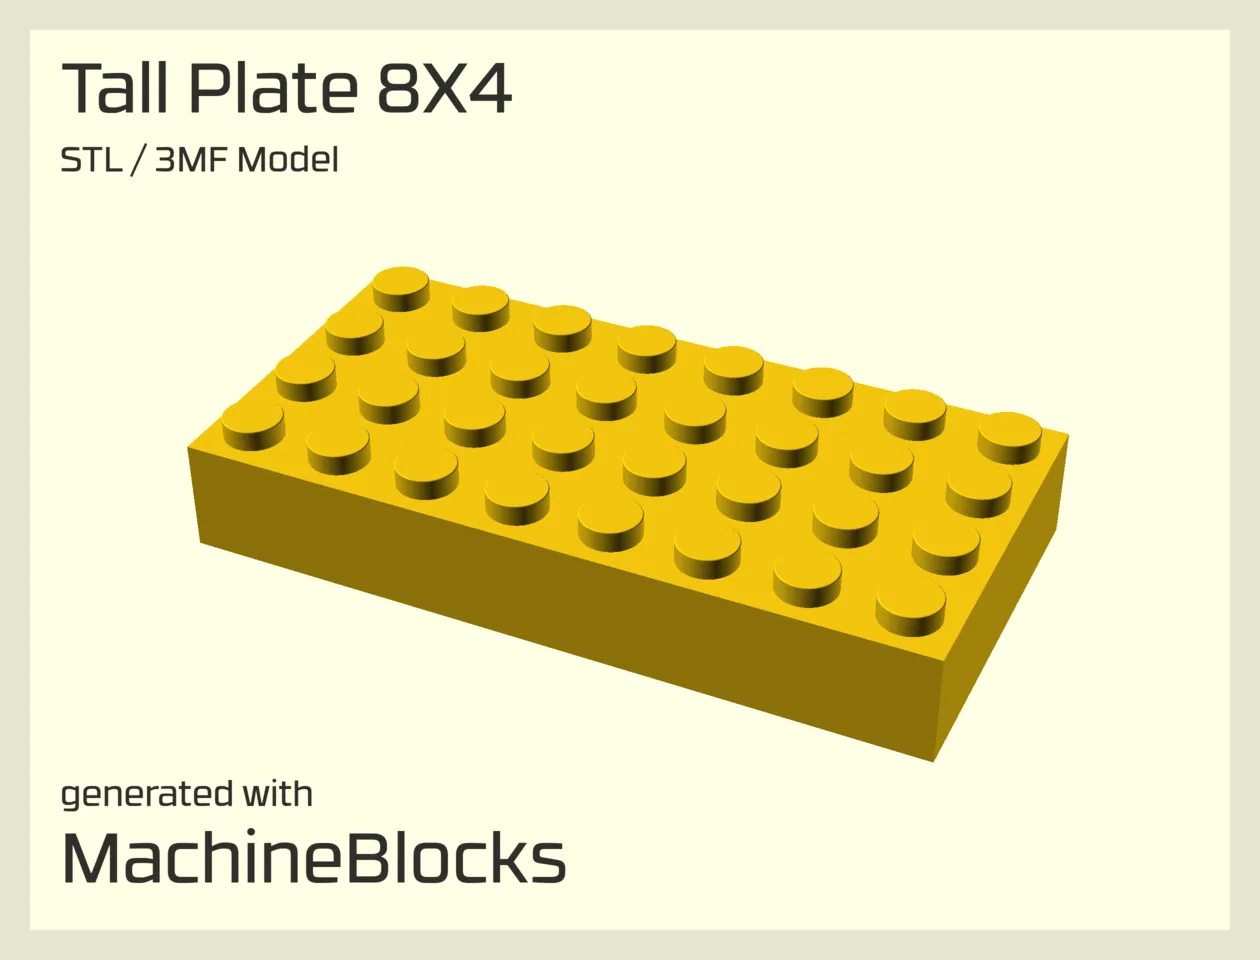 Tall Plate 8X4
STL / 3MF Model
generated with
MachineBlocks